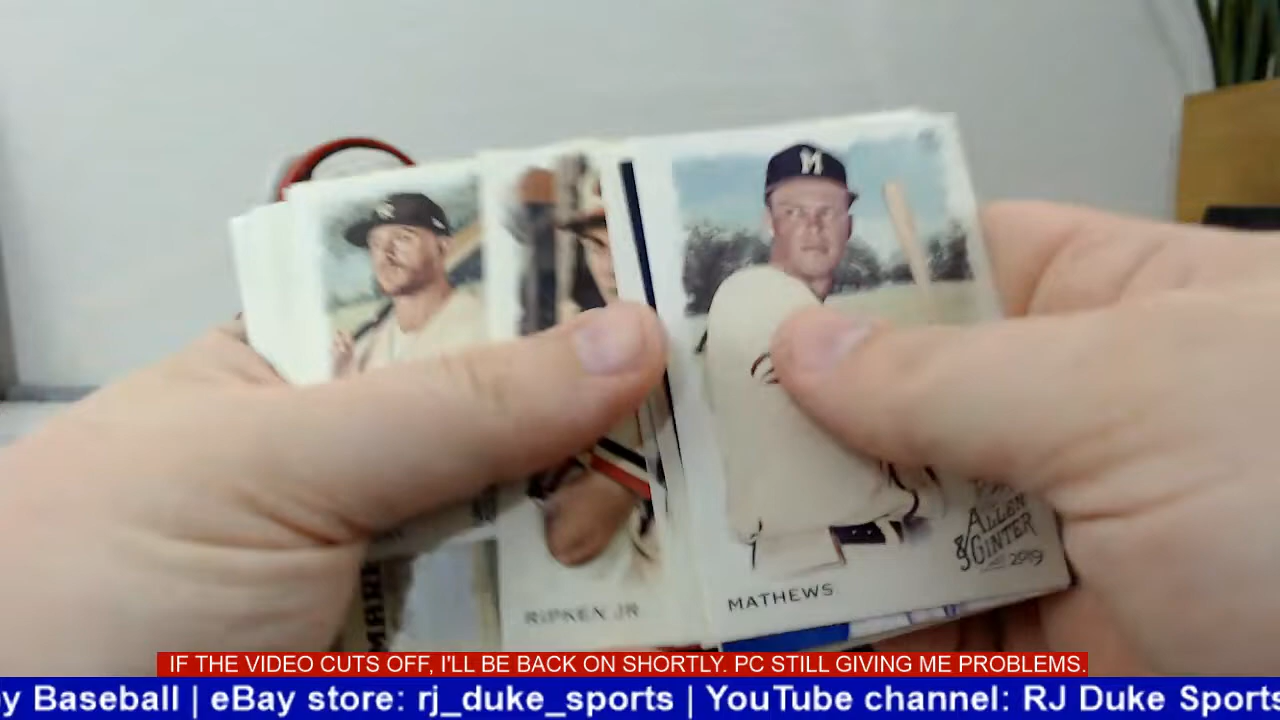 M
ALLEN
& GINTER
2019
RIPKEN JR
MATHEWS
IF THE VIDEO CUTS OFF, I'LL BE BACK ON SHORTLY. PC STILL GIVING ME PROBLEMS.
y Baseball | eBay store: rj_duke_sports | YouTube channel: RJ Duke Sports